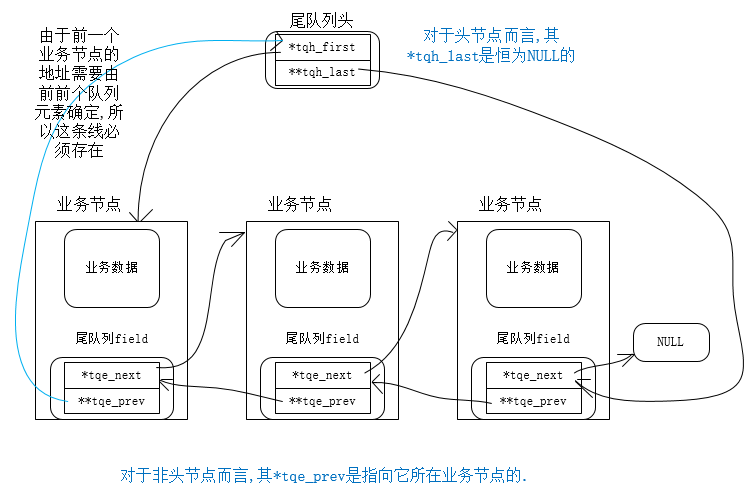 尾队列头
*tqh_first
**tqh_last
对于头节点而言,其
*tqh_last是恒为NULL的
由于前一个
业务节点的
地址需要由
前前个队列
元素确定,所
以这条线必
须存在
业务节点
业务节点
业务节点
业务数据
业务数据
业务数据
尾队列field
尾队列field
尾队列field
*tqe_next
**tqe_prev
*tqe_next
**tqe_prev
*tqe_next
**tqe_prev
NULL
对于非头节点而言,其*tqe_prev是指向它所在业务节点的.